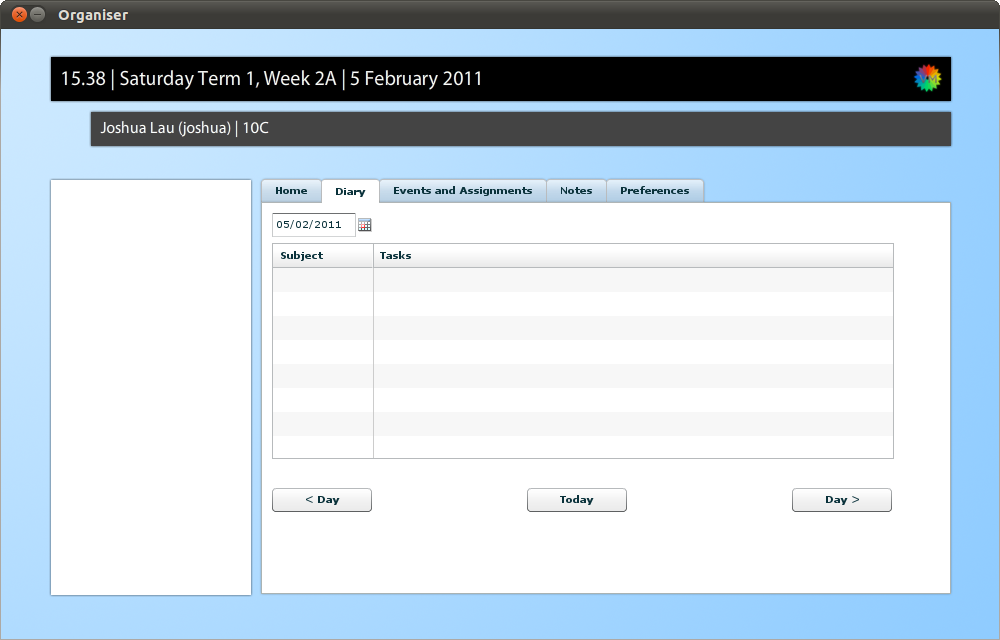 Organiser
15.38 | Saturday Term 1, Week 2A | 5 February 2011
Joshua Lau (joshua) | 10C
Home Diary Events and Assignments Notes Preferences
05/02/2011
Subject Tasks
< Day Today Day >